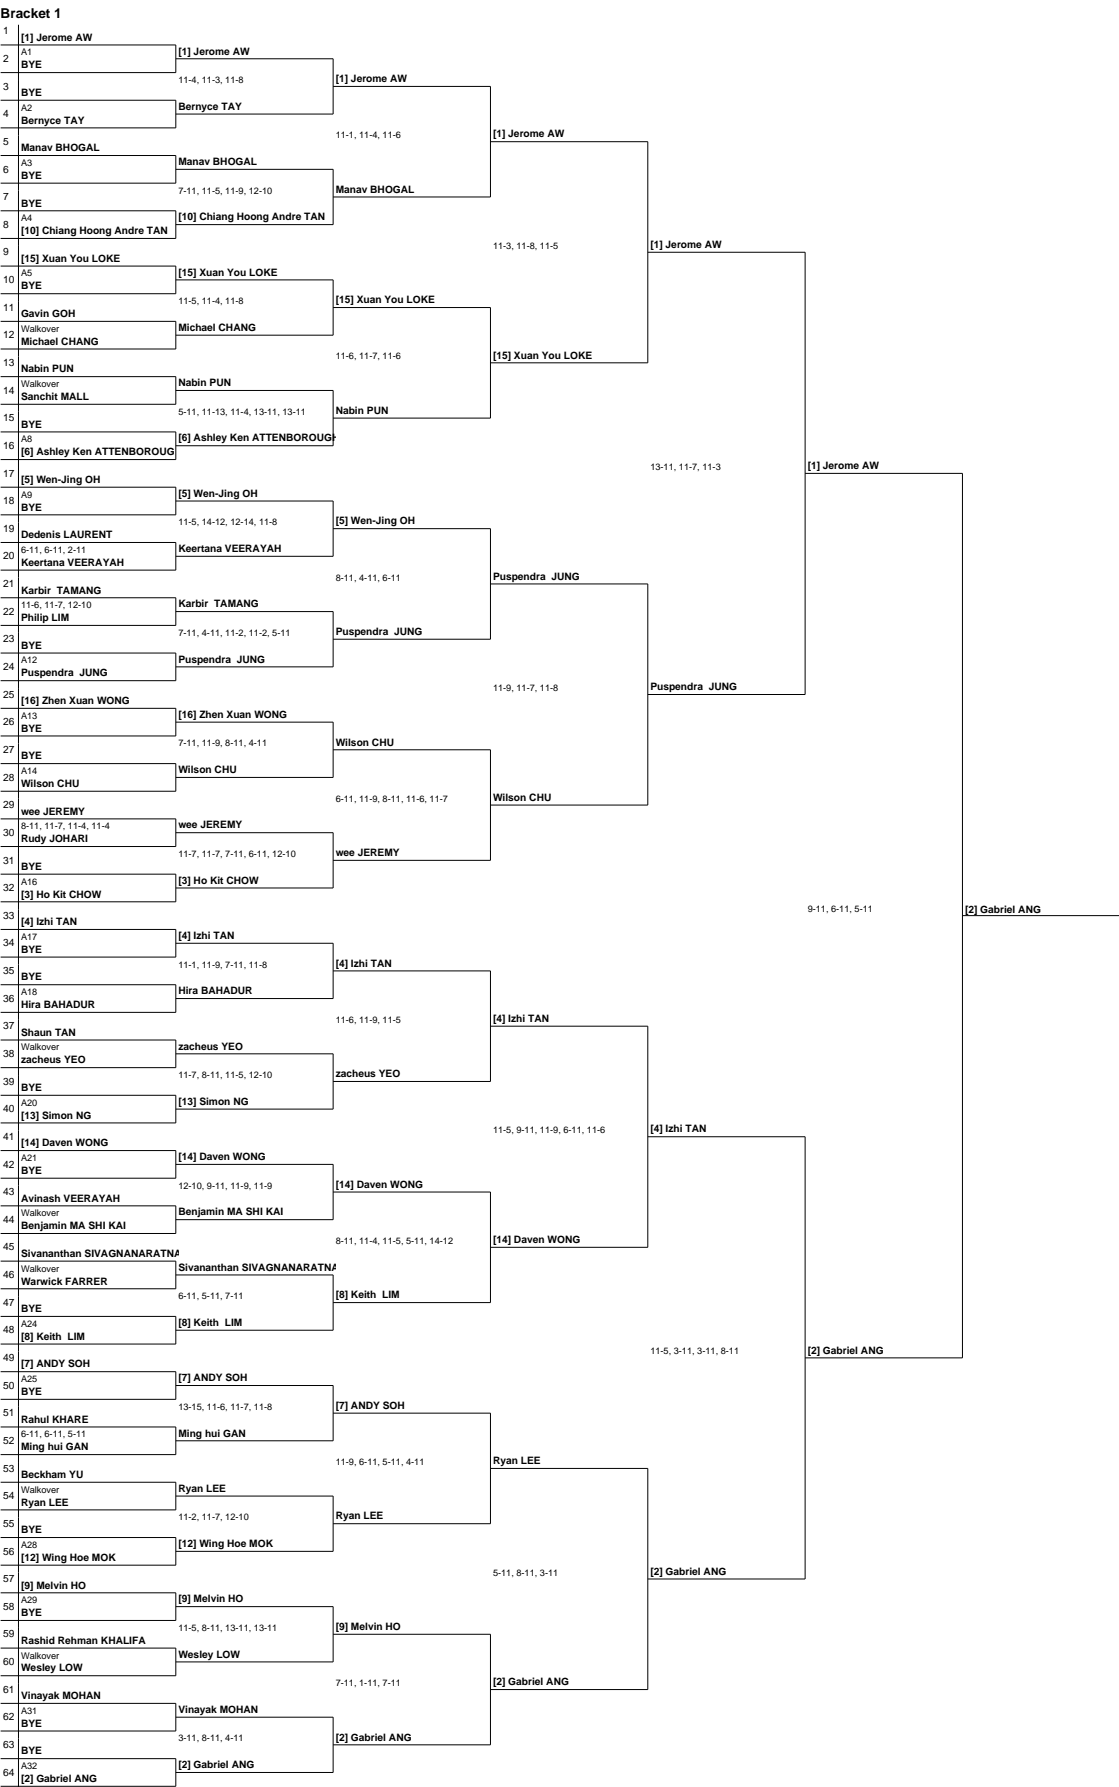 Bracket 1
1
[1] Jerome AW
A1
[1] Jerome AW
2
BYE
11-4, 11-3, 11-8
[1] Jerome AW
3
BYE
A2
Bernyce TAY
4
Bernyce TAY
11-1, 11-4, 11-6
[1] Jerome AW
5
Manav BHOGAL
A3
Manav BHOGAL
6
BYE
7-11, 11-5, 11-9, 12-10
Manav BHOGAL
7
BYE
A4
[10] Chiang Hoong Andre TAN
8
[10] Chiang Hoong Andre TAN
11-3, 11-8, 11-5
[1] Jerome AW
9
[15] Xuan You LOKE
A5
[15] Xuan You LOKE
10
BYE
11-5, 11-4, 11-8
[15] Xuan You LOKE
11
Gavin GOH
Walkover
Michael CHANG
12
Michael CHANG
11-6, 11-7, 11-6
[15] Xuan You LOKE
13
Nabin PUN
Walkover
Nabin PUN
14
Sanchit MALL
5-11, 11-13, 11-4, 13-11, 13-11
Nabin PUN
15
BYE
A8
[6] Ashley Ken ATTENBOROUGH
16
[6] Ashley Ken ATTENBOROUG
13-11, 11-7, 11-3
[1] Jerome AW
17
[5] Wen-Jing OH
A9
[5] Wen-Jing OH
18
BYE
11-5, 14-12, 12-14, 11-8
[5] Wen-Jing OH
19
Dedenis LAURENT
6-11, 6-11, 2-11
Keertana VEERAYAH
20
Keertana VEERAYAH
8-11, 4-11, 6-11
Puspendra  JUNG
21
Karbir  TAMANG
11-6, 11-7, 12-10
Karbir  TAMANG
22
Philip LIM
7-11, 4-11, 11-2, 11-2, 5-11
Puspendra  JUNG
23
BYE
A12
Puspendra  JUNG
24
Puspendra  JUNG
11-9, 11-7, 11-8
Puspendra  JUNG
25
[16] Zhen Xuan WONG
A13
[16] Zhen Xuan WONG
26
BYE
7-11, 11-9, 8-11, 4-11
Wilson CHU
27
BYE
A14
Wilson CHU
28
Wilson CHU
6-11, 11-9, 8-11, 11-6, 11-7
Wilson CHU
29
wee JEREMY
8-11, 11-7, 11-4, 11-4
wee JEREMY
30
Rudy JOHARI
11-7, 11-7, 7-11, 6-11, 12-10
wee JEREMY
31
BYE
A16
[3] Ho Kit CHOW
32
[3] Ho Kit CHOW
9-11, 6-11, 5-11
[2] Gabriel ANG
33
[4] Izhi TAN
A17
[4] Izhi TAN
34
BYE
11-1, 11-9, 7-11, 11-8
[4] Izhi TAN
35
BYE
A18
Hira BAHADUR
36
Hira BAHADUR
11-6, 11-9, 11-5
[4] Izhi TAN
37
Shaun TAN
Walkover
zacheus YEO
38
zacheus YEO
11-7, 8-11, 11-5, 12-10
zacheus YEO
39
BYE
A20
[13] Simon NG
40
[13] Simon NG
11-5, 9-11, 11-9, 6-11, 11-6
[4] Izhi TAN
41
[14] Daven WONG
A21
[14] Daven WONG
42
BYE
12-10, 9-11, 11-9, 11-9
[14] Daven WONG
43
Avinash VEERAYAH
Walkover
Benjamin MA SHI KAI
44
Benjamin MA SHI KAI
8-11, 11-4, 11-5, 5-11, 14-12
[14] Daven WONG
45
Sivananthan SIVAGNANARATNA
Walkover
Sivananthan SIVAGNANARATNA
46
Warwick FARRER
6-11, 5-11, 7-11
[8] Keith  LIM
47
BYE
A24
[8] Keith  LIM
48
[8] Keith  LIM
11-5, 3-11, 3-11, 8-11
[2] Gabriel ANG
49
[7] ANDY SOH
A25
[7] ANDY SOH
50
BYE
13-15, 11-6, 11-7, 11-8
[7] ANDY SOH
51
Rahul KHARE
6-11, 6-11, 5-11
Ming hui GAN
52
Ming hui GAN
11-9, 6-11, 5-11, 4-11
Ryan LEE
53
Beckham YU
Walkover
Ryan LEE
54
Ryan LEE
11-2, 11-7, 12-10
Ryan LEE
55
BYE
A28
[12] Wing Hoe MOK
56
[12] Wing Hoe MOK
5-11, 8-11, 3-11
[2] Gabriel ANG
57
[9] Melvin HO
A29
[9] Melvin HO
58
BYE
11-5, 8-11, 13-11, 13-11
[9] Melvin HO
59
Rashid Rehman KHALIFA
Walkover
Wesley LOW
60
Wesley LOW
7-11, 1-11, 7-11
[2] Gabriel ANG
61
Vinayak MOHAN
A31
Vinayak MOHAN
62
BYE
3-11, 8-11, 4-11
[2] Gabriel ANG
63
BYE
A32
[2] Gabriel ANG
64
[2] Gabriel ANG